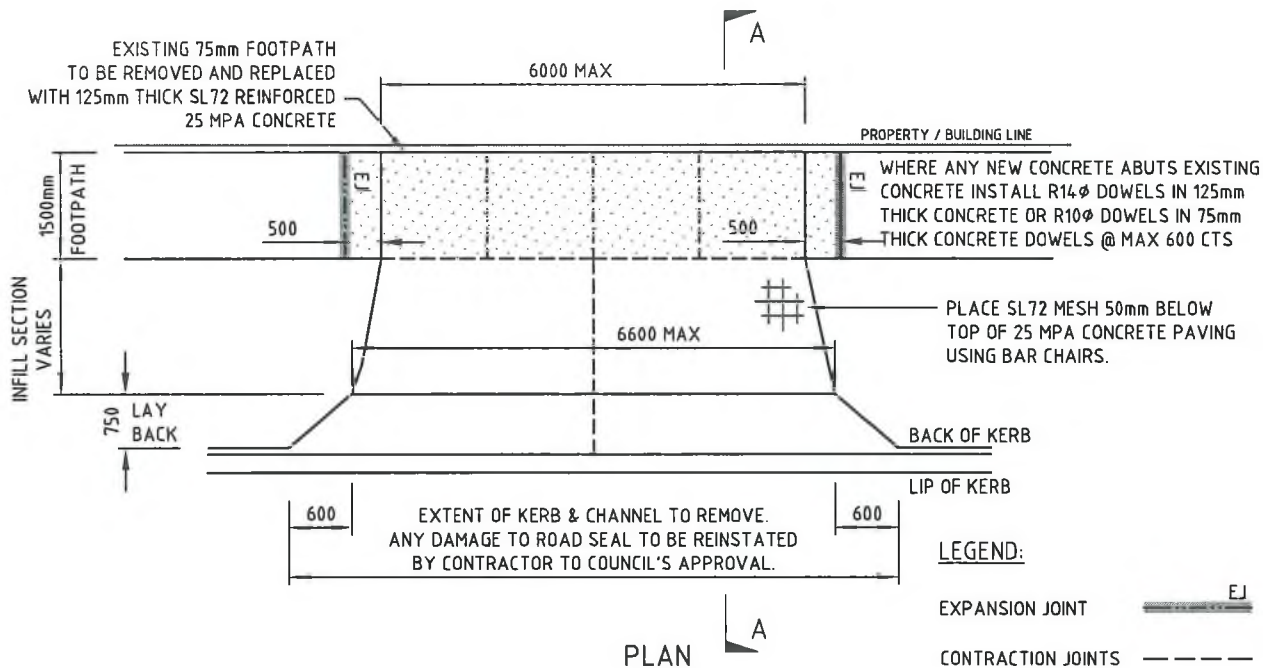 A
EXISTING 75mm FOOTPATH
TO BE REMOVED AND REPLACED
WITH 125mm THICK SL72 REINFORCED
25 MPA CONCRETE
6000 MAX
PROPERTY / BUILDING LINE
1500mm
FOOTPATH
EJ
EJ
500
500
WHERE ANY NEW CONCRETE ABUTS EXISTING
CONCRETE INSTALL R14Ø DOWELS IN 125mm
THICK CONCRETE OR R10Ø DOWELS IN 75mm
THICK CONCRETE DOWELS @ MAX 600 CTS
INFILL SECTION
VARIES
PLACE SL72 MESH 50mm BELOW
TOP OF 25 MPA CONCRETE PAVING
USING BAR CHAIRS.
6600 MAX
750
LAY
BACK
BACK OF KERB
LIP OF KERB
600
EXTENT OF KERB & CHANNEL TO REMOVE.
ANY DAMAGE TO ROAD SEAL TO BE REINSTATED
BY CONTRACTOR TO COUNCIL'S APPROVAL.
600
LEGEND:
EXPANSION JOINT
EJ
CONTRACTION JOINTS
A
PLAN